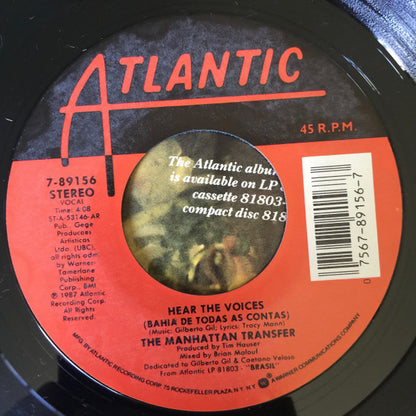 ATLANTIC
45 R.P.M.
7-89156
STEREO
VOCAL
Time: 4:08
ST-A-53146-AR
Pub., Gege
Producoes
Artisticas
Ltda. (UBC),
all rights adm.
by Warner-
Tamerlane
Publishing
Corp., BMI
℗ 1987 Atlantic
Recording Corp.
All Rights
Reserved.
The Atlantic album
is available on LP
cassette 81803-
compact disc 818
0 7567-89156-7
HEAR THE VOICES
(BAHIA DE TODAS AS CONTAS)
(Music: Gilberto Gil; Lyrics: Tracy Mann)
THE MANHATTAN TRANSFER
Produced by Tim Hauser
Mixed by Brian Malouf
Dedicated to Gilberto Gil & Caetano Veloso
From Atlantic LP 81803 - "BRASIL"
MFG. BY ATLANTIC RECORDING CORP. 75 ROCKEFELLER PLAZA, N.Y. N.Y. A WARNER COMMUNICATIONS COMPANY